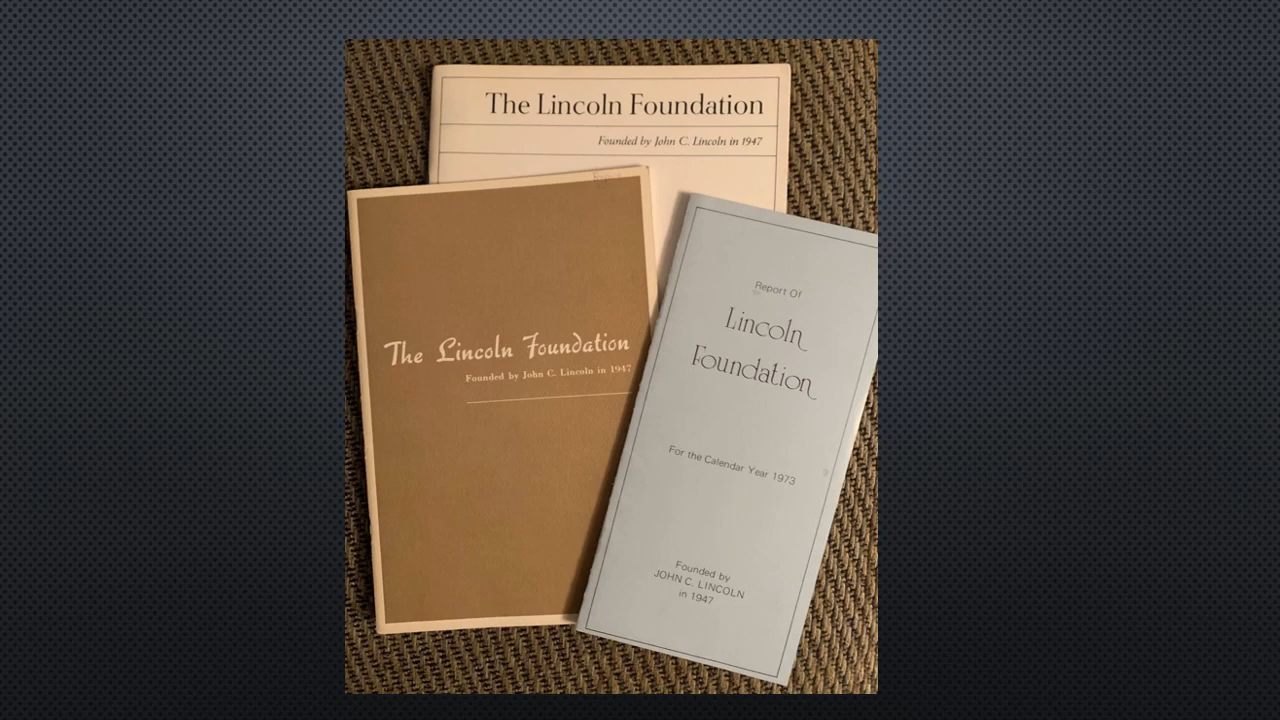 The Lincoln Foundation
Founded by John C. Lincoln in 1947
The Lincoln Foundation
Founded by John C. Lincoln in 1947
Report Of
Lincoln
Foundation
For the Calendar Year 1973
Founded by
JOHN C. LINCOLN
in 1947